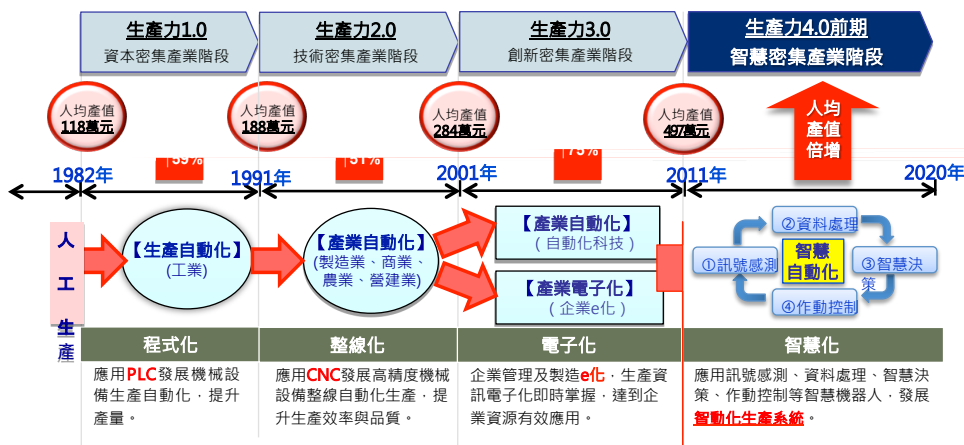 生產力1.0
資本密集產業階段
生產力2.0
技術密集產業階段
生產力3.0
創新密集產業階段
生產力4.0前期
智慧密集產業階段
人均產值
118萬元
人均產值
188萬元
人均產值
284萬元
人均產值
497萬元
人均
產值
倍增
↑59%
↑51%
↑75%
1982年
1991年
2001年
2011年
2020年
人
工
生
產
【生產自動化】
(工業)
【產業自動化】
(製造業、商業、
農業、營建業)
【產業自動化】
(自動化科技)
【產業電子化】
(企業e化)
①訊號感測
②資料處理
③智慧決
策
④作動控制
智慧
自動化
程式化
整線化
電子化
智慧化
應用PLC發展機械設
備生產自動化，提升
產量。
應用CNC發展高精度機械
設備整線自動化生產，提
升生產效率與品質。
企業管理及製造e化，生產資
訊電子化即時掌握，達到企
業資源有效應用。
應用訊號感測、資料處理、智慧決
策、作動控制等智慧機器人，發展
智動化生產系統。